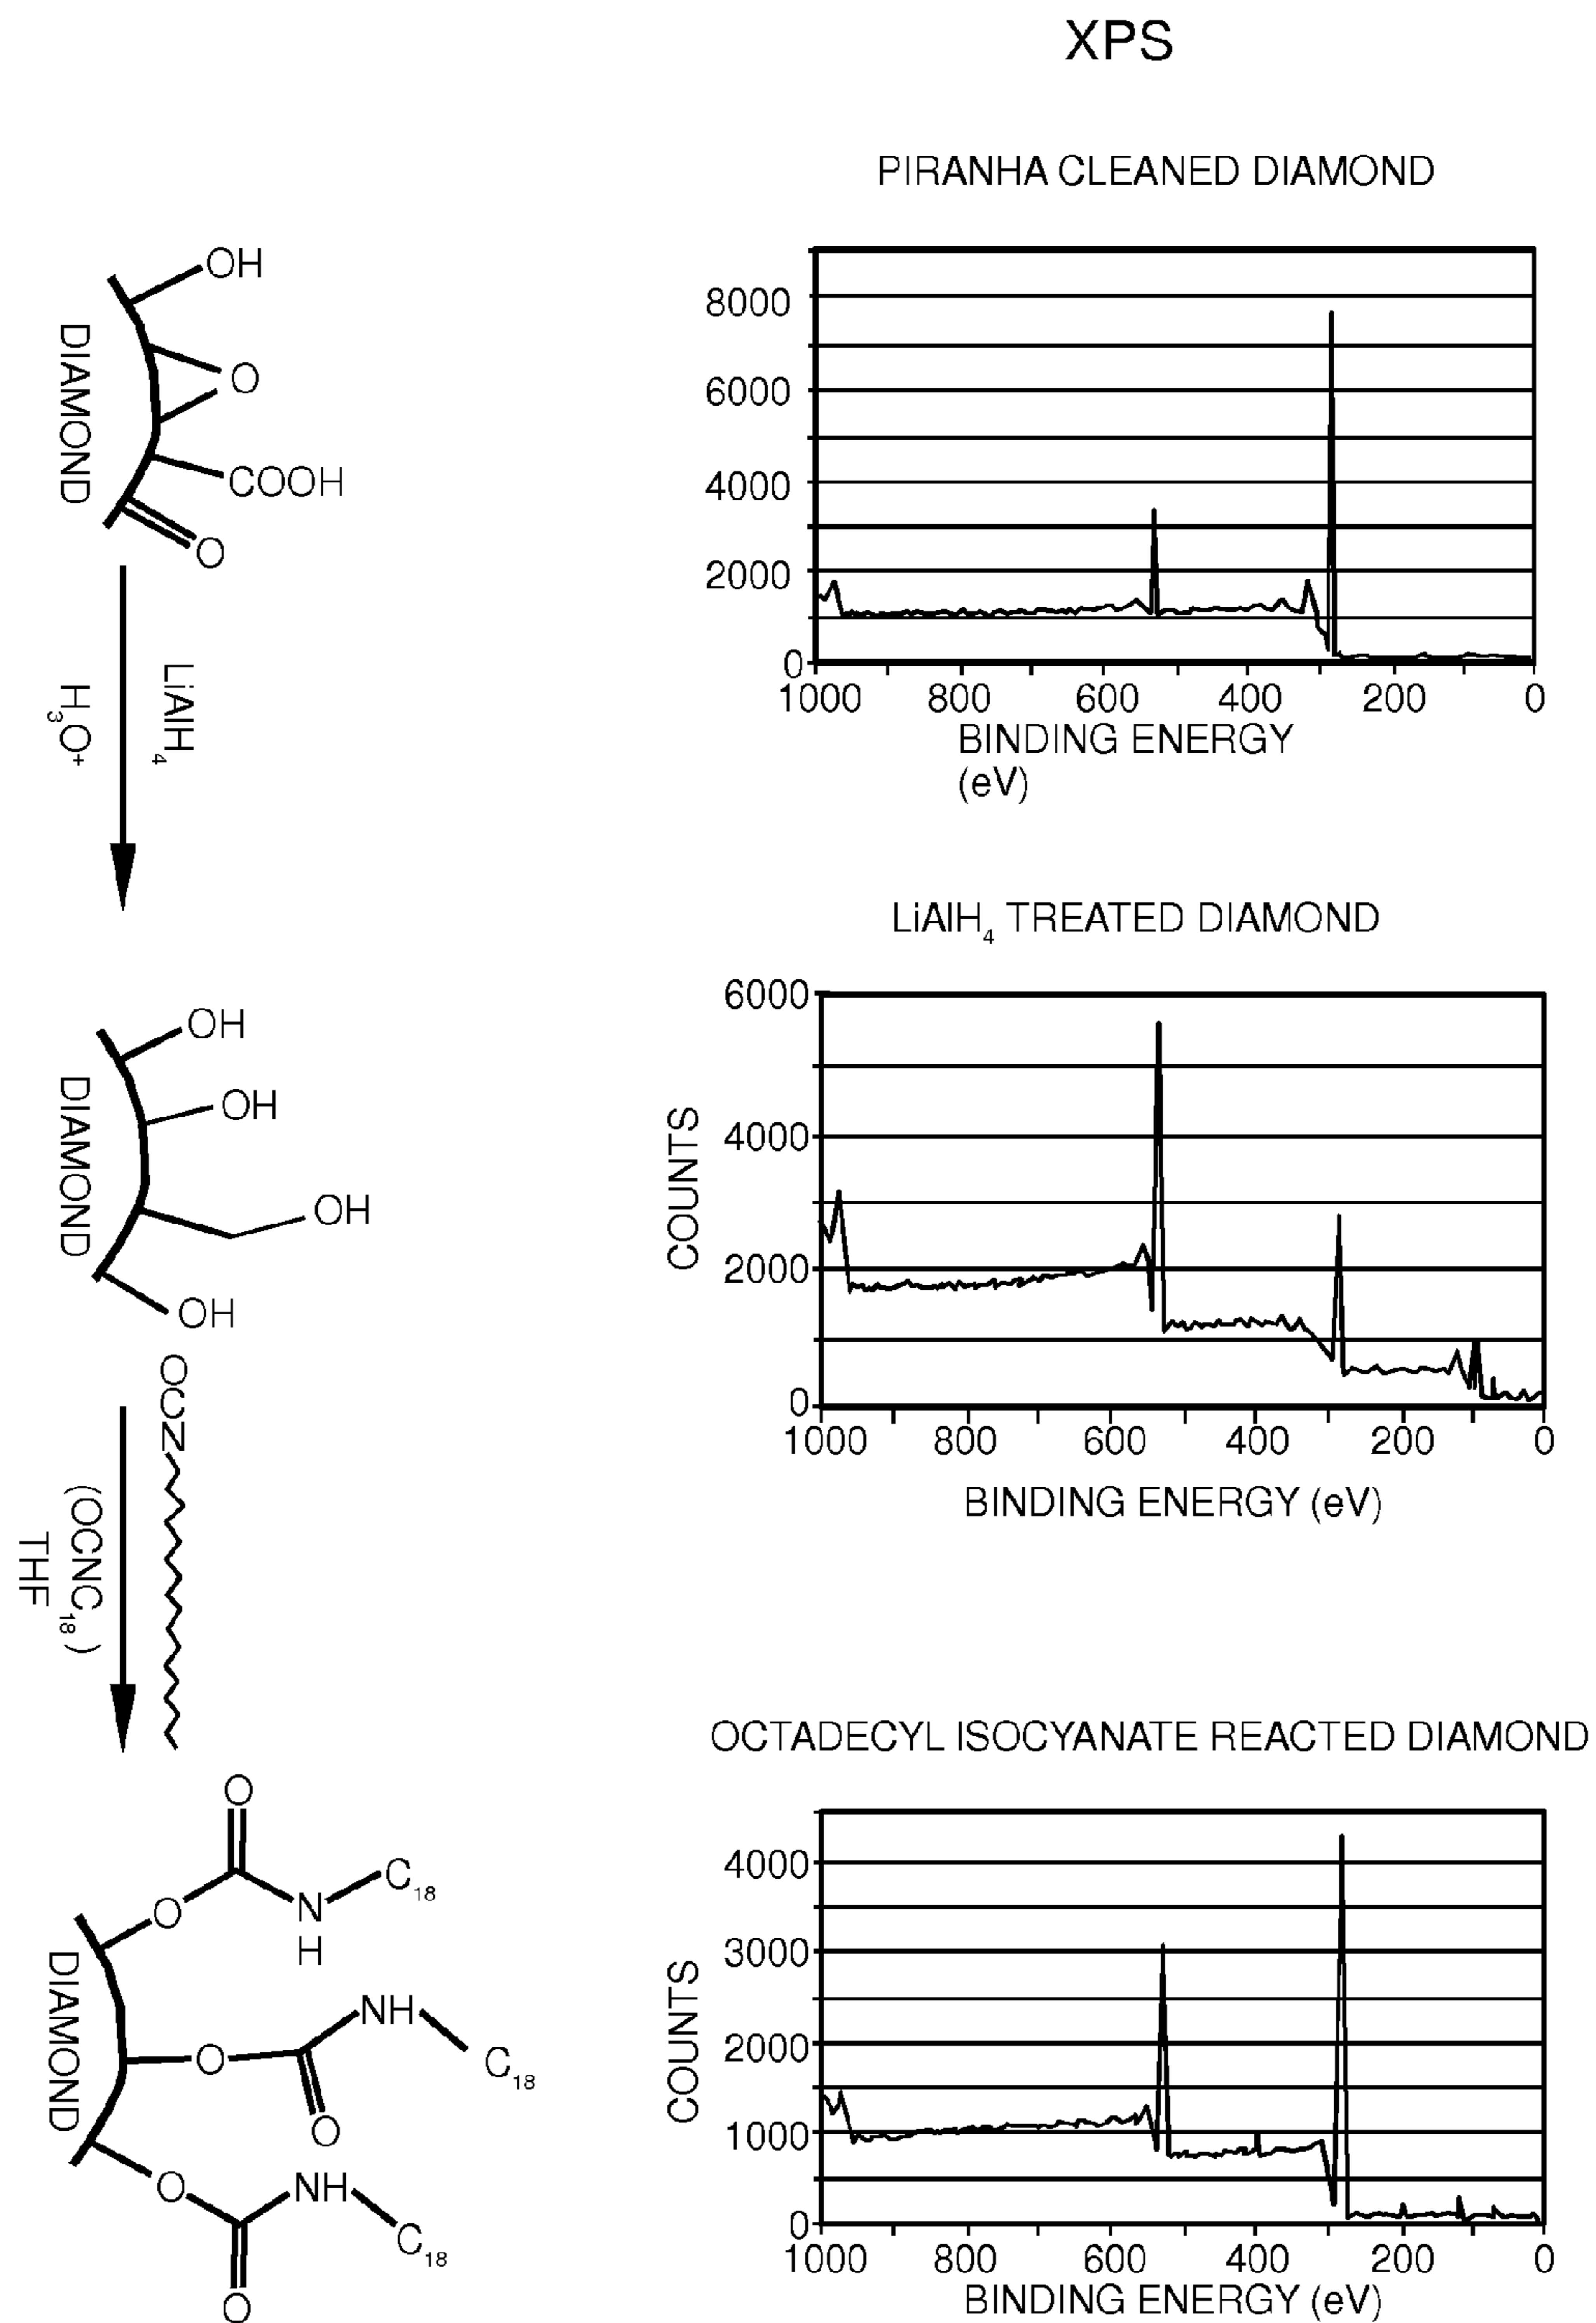 XPS
PIRANHA CLEANED DIAMOND
8000
6000
4000
2000
0
1000 800 600 400 200 0
BINDING ENERGY
(eV)
OH
O
COOH
O
DIAMOND
LiAlH₄
H₃O⁺
LiAlH₄ TREATED DIAMOND
6000
4000
2000
0
COUNTS
1000 800 600 400 200 0
BINDING ENERGY (eV)
OH
OH
OH
OH
DIAMOND
OCN
(OCNC₁₈)
THF
OCTADECYL ISOCYANATE REACTED DIAMOND
4000
3000
2000
1000
0
COUNTS
1000 800 600 400 200 0
BINDING ENERGY (eV)
O
C₁₈
O
N
H
NH
O
C₁₈
O
O
NH
C₁₈
O
DIAMOND